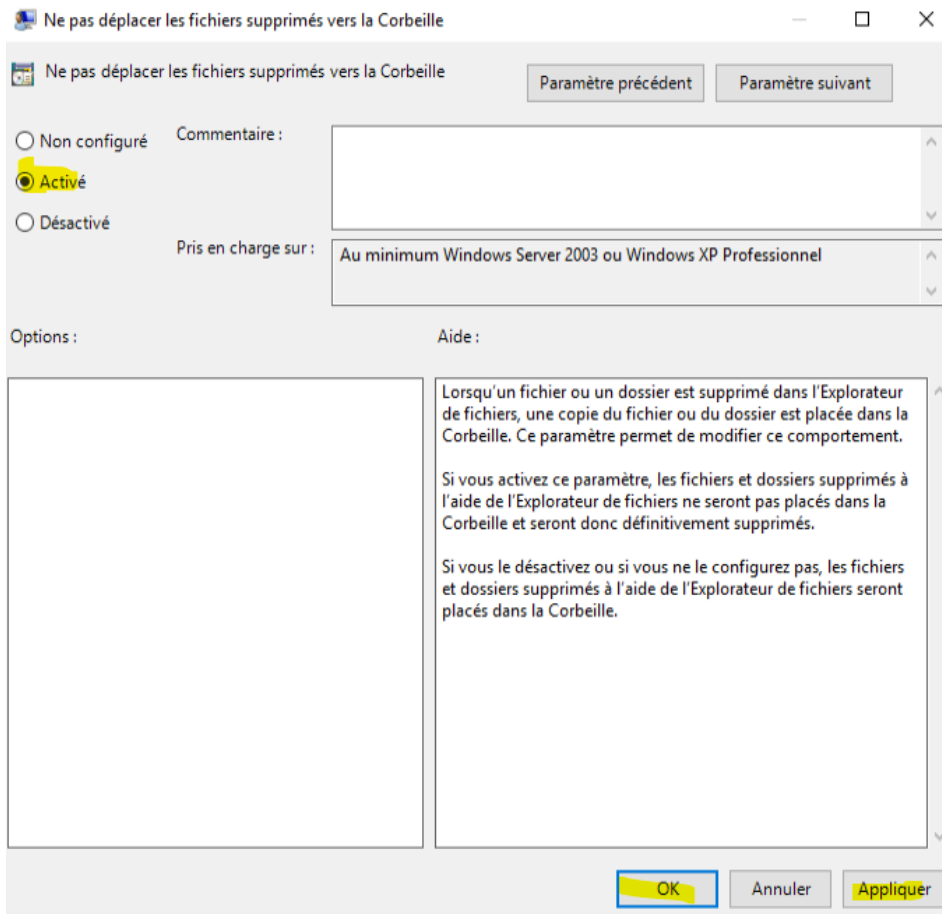 Ne pas déplacer les fichiers supprimés vers la Corbeille
Ne pas déplacer les fichiers supprimés vers la Corbeille
Paramètre précédent
Paramètre suivant
Non configuré
Commentaire :
Activé
Désactivé
Pris en charge sur :
Au minimum Windows Server 2003 ou Windows XP Professionnel
Options :
Aide :
Lorsqu'un fichier ou un dossier est supprimé dans l'Explorateur
de fichiers, une copie du fichier ou du dossier est placée dans la
Corbeille. Ce paramètre permet de modifier ce comportement.
Si vous activez ce paramètre, les fichiers et dossiers supprimés à
l'aide de l'Explorateur de fichiers ne seront pas placés dans la
Corbeille et seront donc définitivement supprimés.
Si vous le désactivez ou si vous ne le configurez pas, les fichiers
et dossiers supprimés à l'aide de l'Explorateur de fichiers seront
placés dans la Corbeille.
OK
Annuler
Appliquer